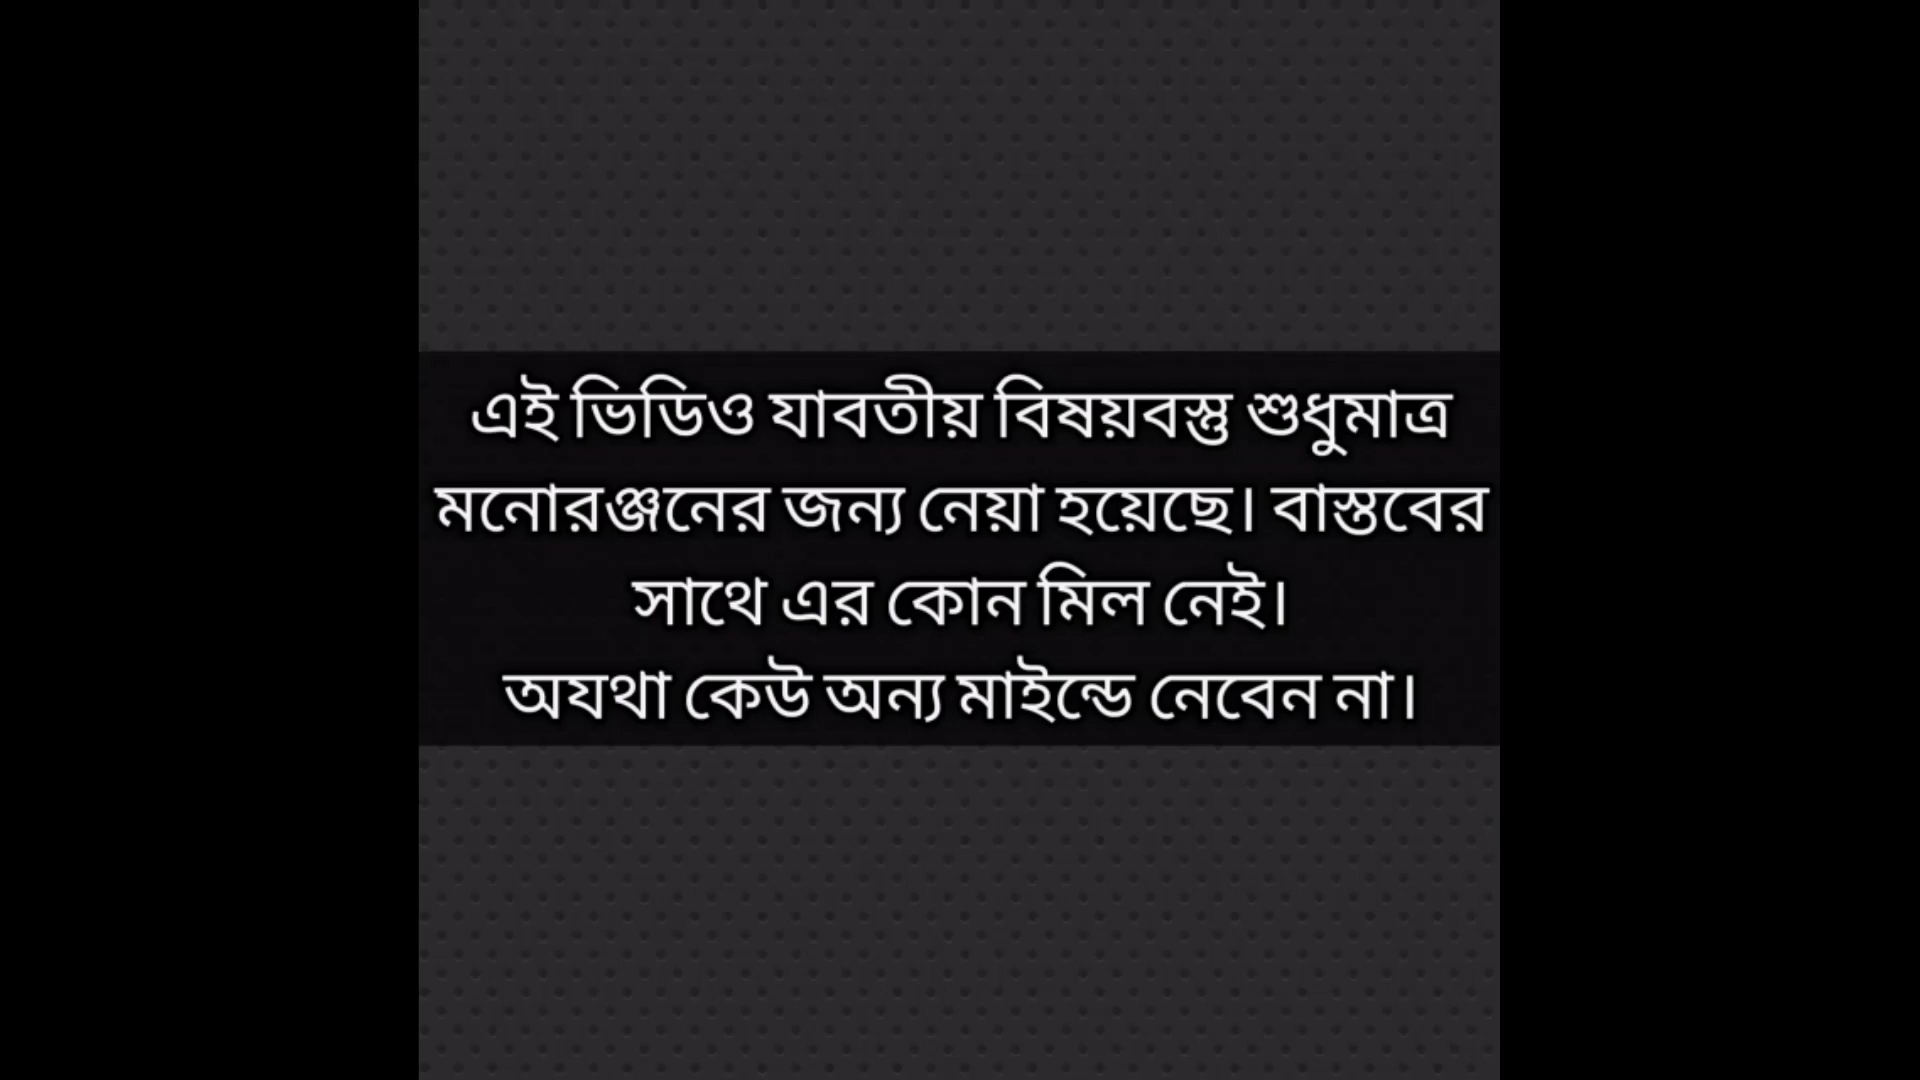 এই ভিডিও যাবতীয় বিষয়বস্তু শুধুমাত্র
মনোরঞ্জনের জন্য নেয়া হয়েছে। বাস্তবের
সাথে এর কোন মিল নেই।
অযথা কেউ অন্য মাইন্ডে নেবেন না।